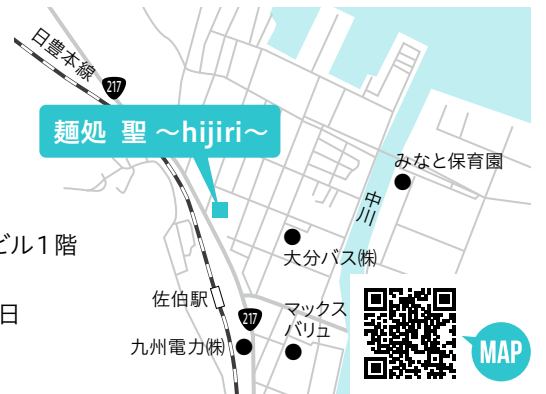 日豊本線
217
麺処 聖 ～hijiri～
みなと保育園
中川
ビル1階
大分バス㈱
日
佐伯駅
マックス
バリュ
217
九州電力㈱
MAP